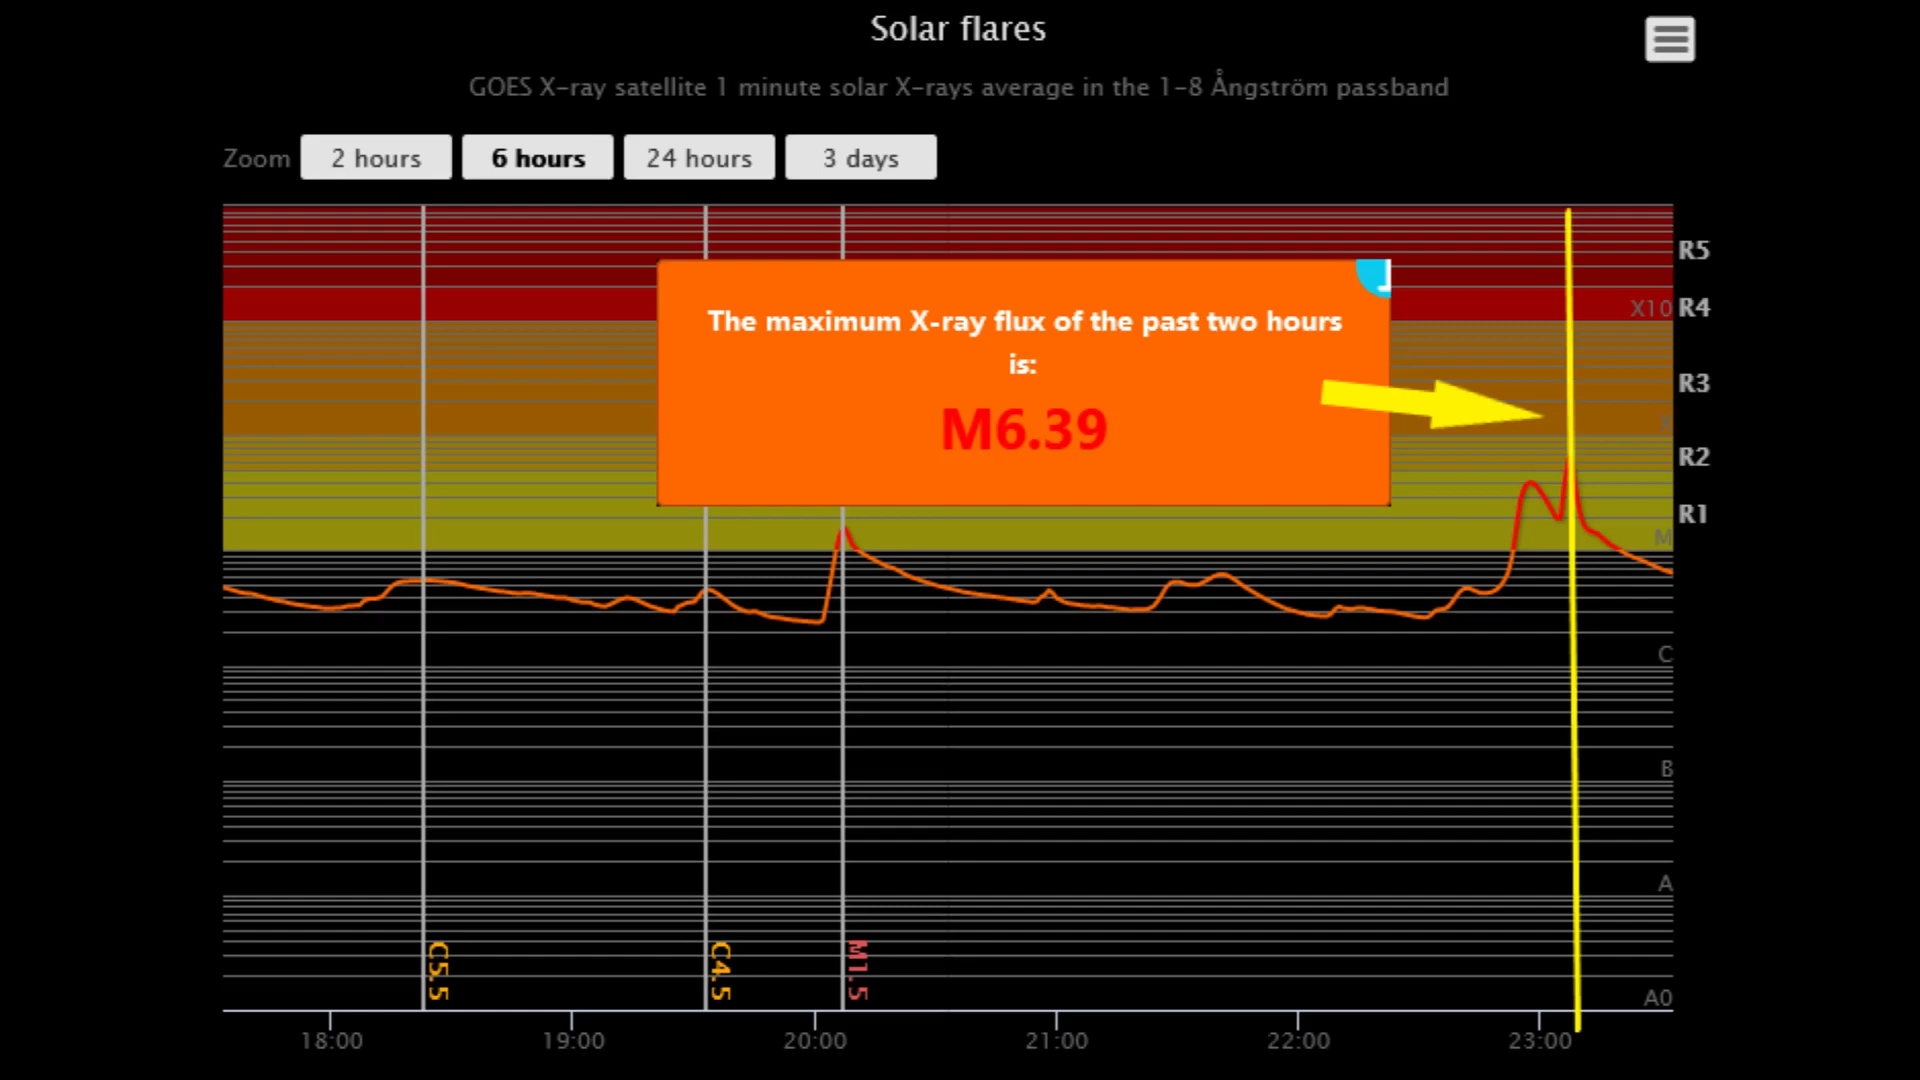 Solar flares
GOES X-ray satellite 1 minute solar X-rays average in the 1-8 Ångström passband
Zoom 2 hours 6 hours 24 hours 3 days
R5
X10 R4
The maximum X-ray flux of the past two hours
is:
M6.39
R3
X
R2
R1
M
C
B
A
C5.5 C4.5 M1.5
A0
18:00 19:00 20:00 21:00 22:00 23:00